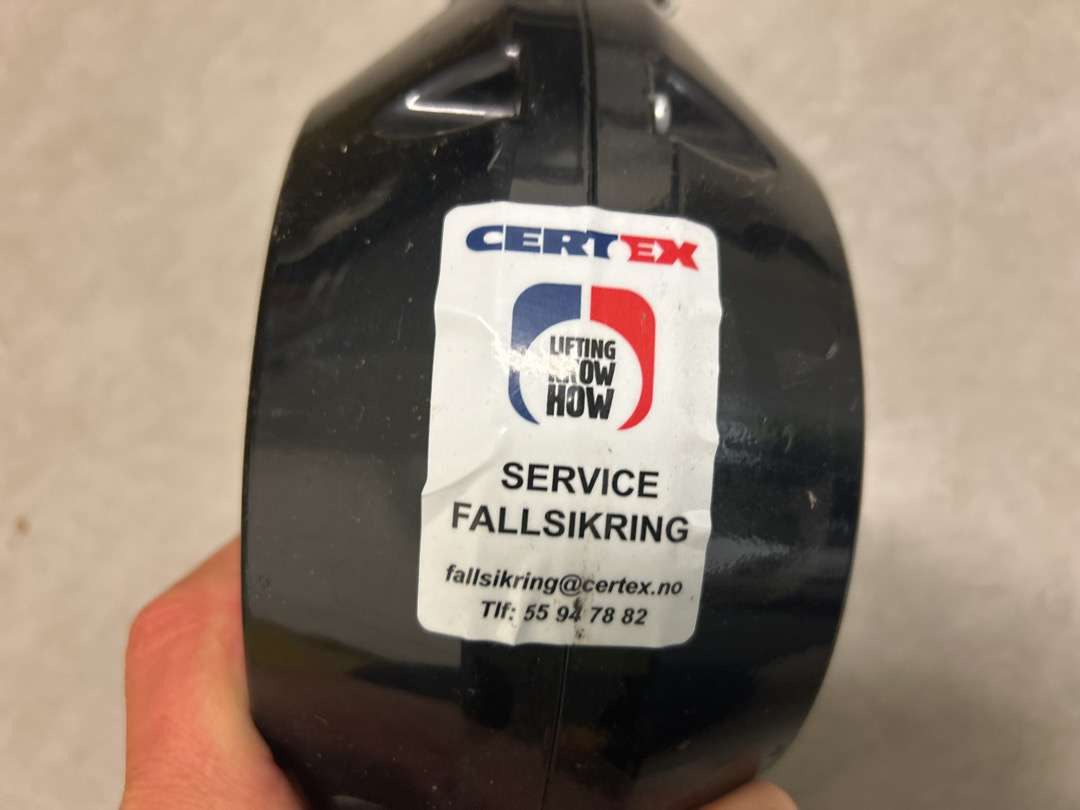 CERTEX
LIFTING
KNOW
HOW
SERVICE
FALLSIKRING
fallsikring@certex.no
Tlf: 55 94 78 82